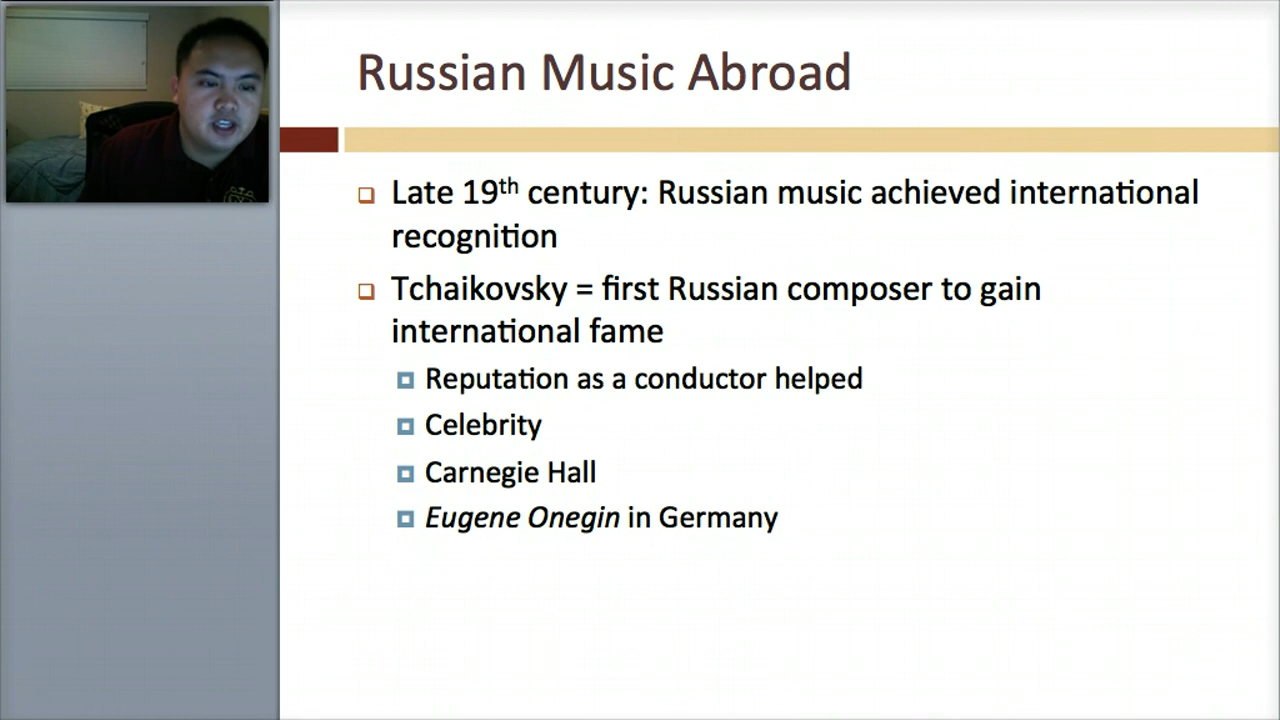 Russian Music Abroad
Late 19th century: Russian music achieved international
recognition
Tchaikovsky = first Russian composer to gain
international fame
Reputation as a conductor helped
Celebrity
Carnegie Hall
Eugene Onegin in Germany